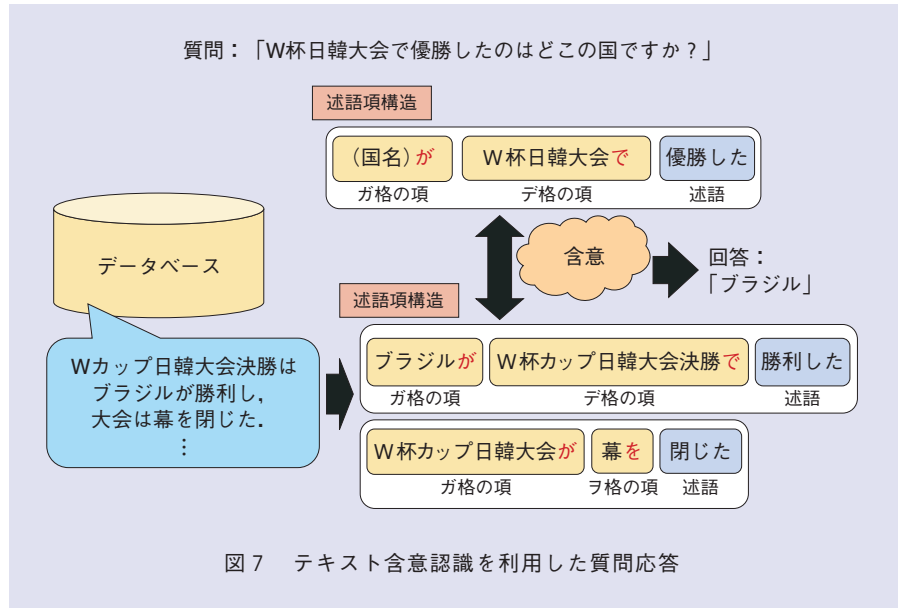 質問：「W杯日韓大会で優勝したのはどこの国ですか？」
述語項構造
（国名）が W杯日韓大会で 優勝した
ガ格の項 デ格の項 述語
データベース
含意
回答：
「ブラジル」
述語項構造
Wカップ日韓大会決勝は
ブラジルが勝利し，
大会は幕を閉じた．
…
ブラジルが W杯カップ日韓大会決勝で 勝利した
ガ格の項 デ格の項 述語
W杯カップ日韓大会が 幕を 閉じた
ガ格の項 ヲ格の項 述語
図7 テキスト含意認識を利用した質問応答